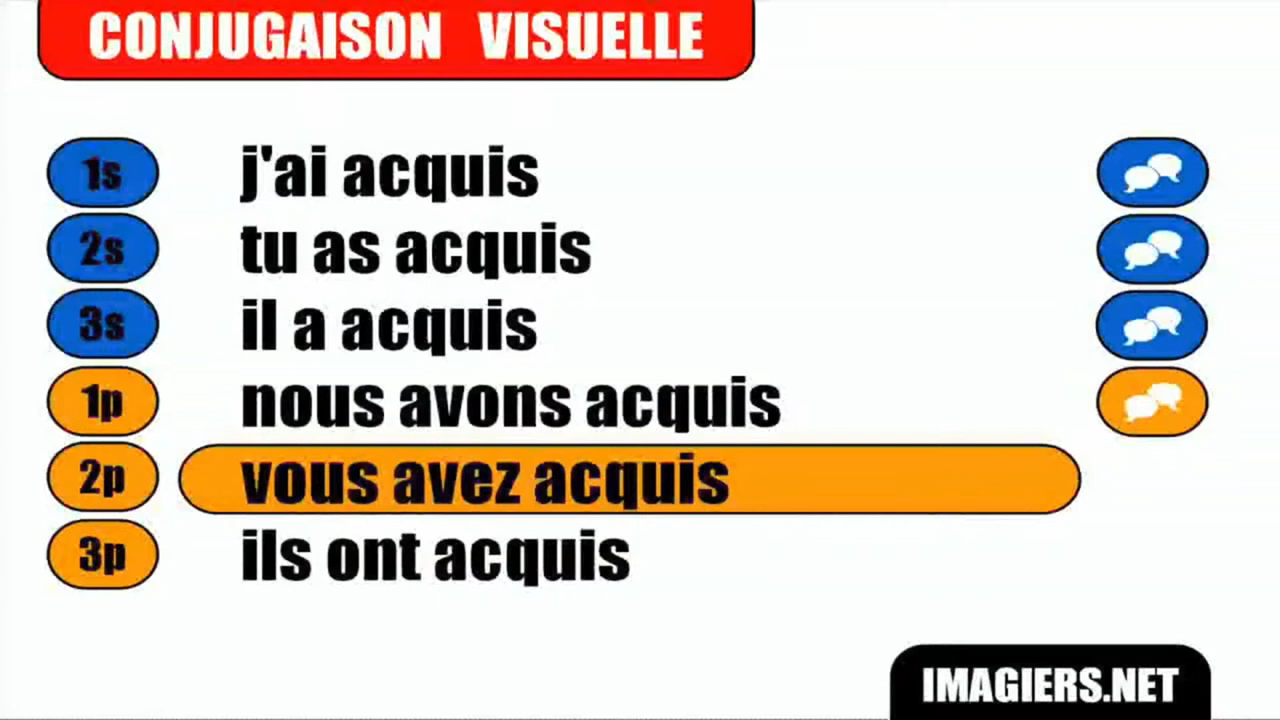 CONJUGAISON VISUELLE
1s j'ai acquis
2s tu as acquis
3s il a acquis
1p nous avons acquis
2p vous avez acquis
3p ils ont acquis
IMAGIERS.NET